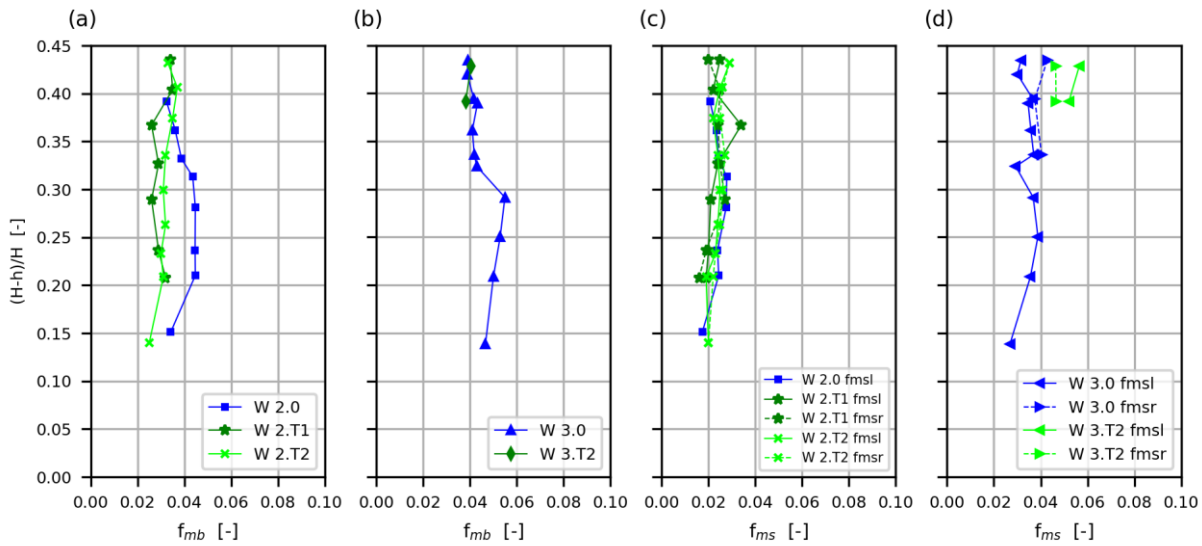 (a) (b) (c) (d)
0.45
0.40
0.35
0.30
0.25
0.20
0.15
0.10
0.05
0.00
(H-h)/H [-]
W 2.0
W 2.T1
W 2.T2
W 3.0
W 3.T2
W 2.0 fmsl
W 2.T1 fmsl
W 2.T1 fmsr
W 2.T2 fmsl
W 2.T2 fmsr
W 3.0 fmsl
W 3.0 fmsr
W 3.T2 fmsl
W 3.T2 fmsr
0.00 0.02 0.04 0.06 0.08 0.10
0.00 0.02 0.04 0.06 0.08 0.10
0.00 0.02 0.04 0.06 0.08 0.10
0.00 0.02 0.04 0.06 0.08 0.10
fmb [-]
fmb [-]
fms [-]
fms [-]